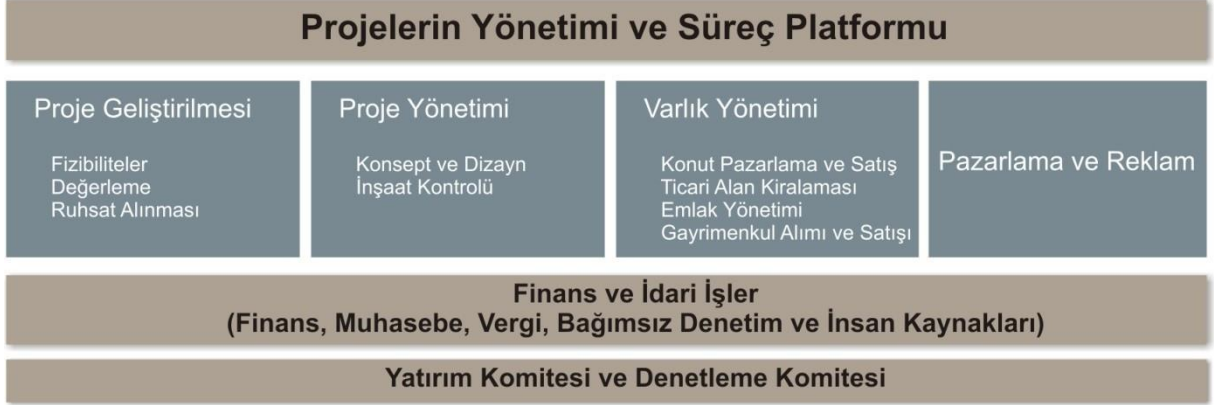 Projelerin Yönetimi ve Süreç Platformu
Proje Geliştirilmesi
Fizibiliteler
Değerleme
Ruhsat Alınması
Proje Yönetimi
Konsept ve Dizayn
İnşaat Kontrolü
Varlık Yönetimi
Konut Pazarlama ve Satış
Ticari Alan Kiralaması
Emlak Yönetimi
Gayrimenkul Alımı ve Satışı
Pazarlama ve Reklam
Finans ve İdari İşler
(Finans, Muhasebe, Vergi, Bağımsız Denetim ve İnsan Kaynakları)
Yatırım Komitesi ve Denetleme Komitesi